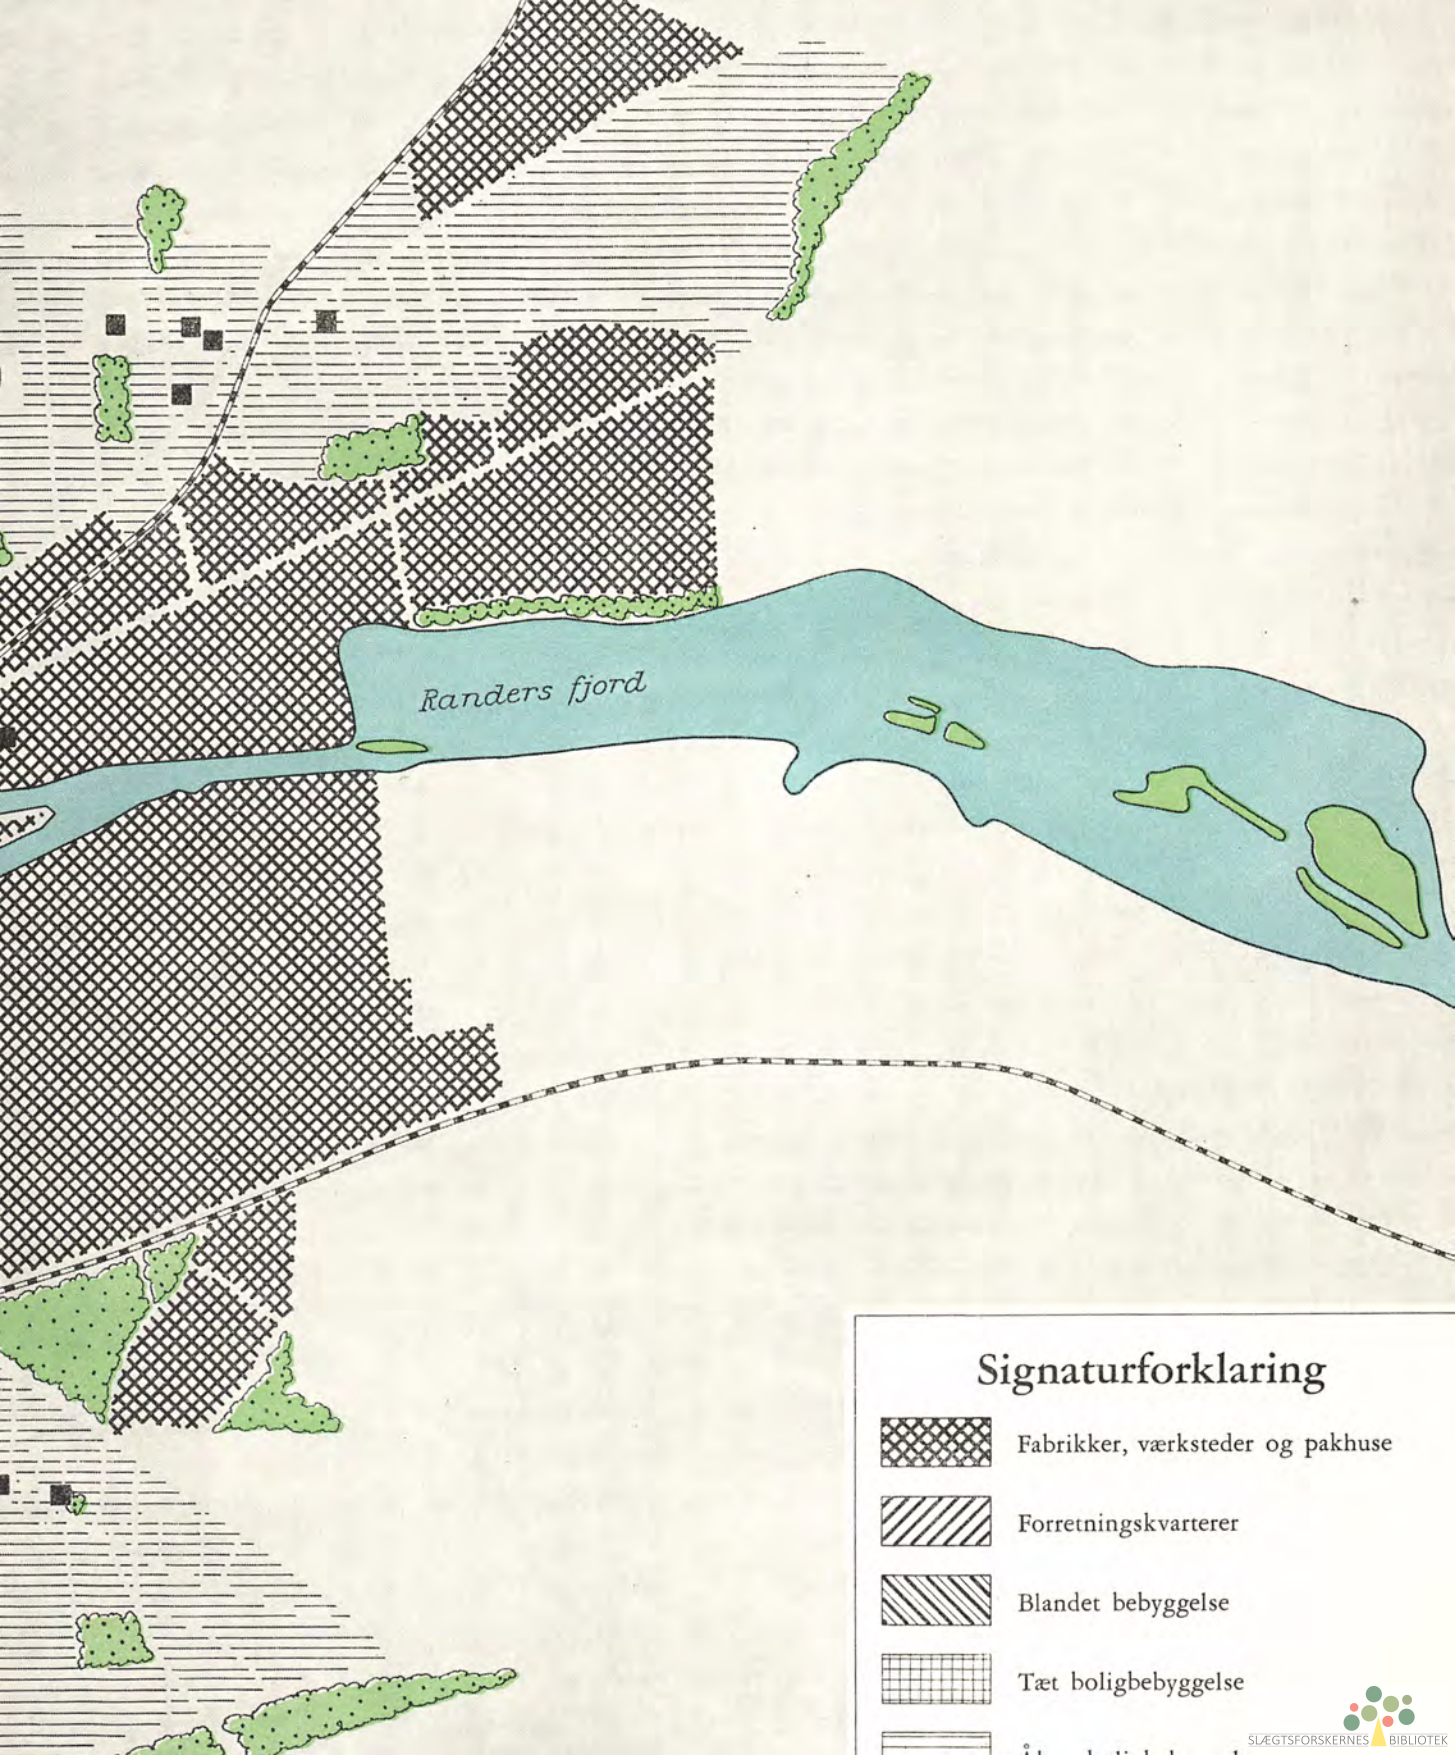 Randers fjord
Signaturforklaring
Fabrikker, værksteder og pakhuse
Forretningskvarterer
Blandet bebyggelse
Tæt boligbebyggelse
SLÆGTSFORSKERNES BIBLIOTEK